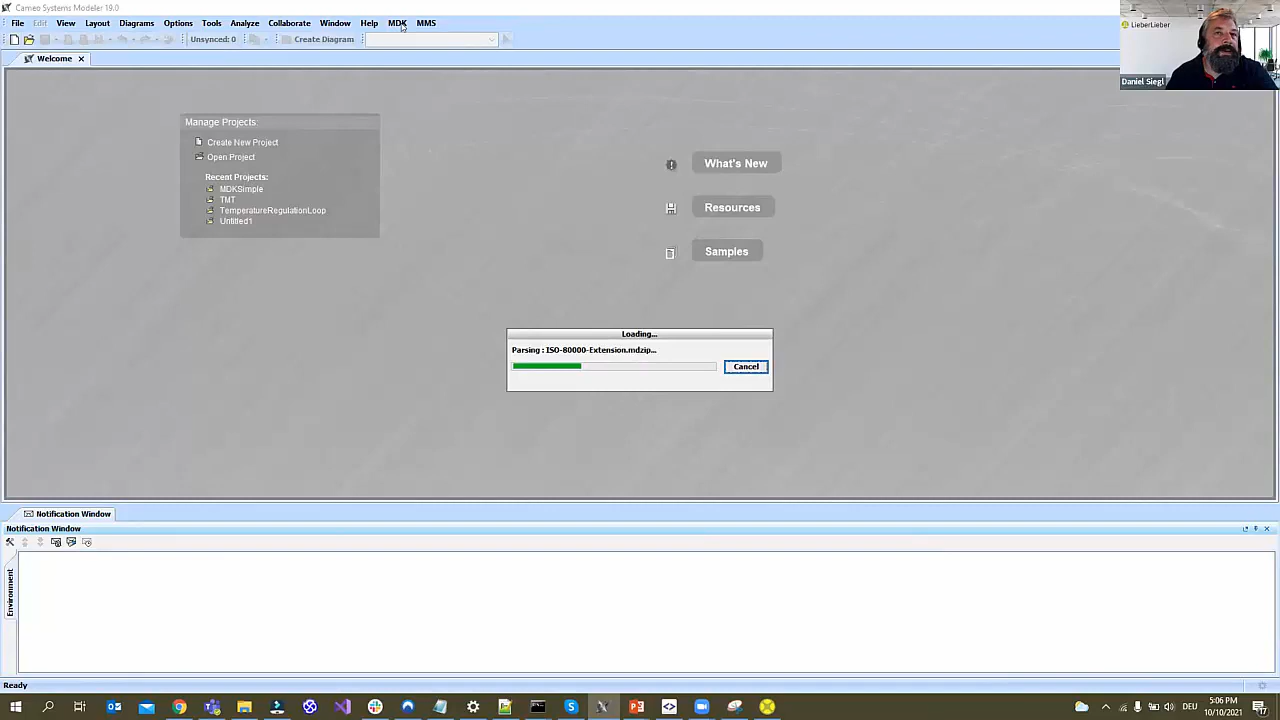 Cameo Systems Modeler 19.0
File Edit View Layout Diagrams Options Tools Analyze Collaborate Window Help MDK MMS
Unsynced: 0 Create Diagram
Welcome
LieberLieber
Daniel Siegl
Manage Projects:
Create New Project
Open Project
Recent Projects:
MDKSimple
TMT
TemperatureRegulationLoop
Untitled1
What's New
Resources
Samples
Loading...
Parsing : ISO-80000-Extension.mdzip...
Cancel
Notification Window
Notification Window
Environment
Ready
DEU
5:06 PM
10/10/2021